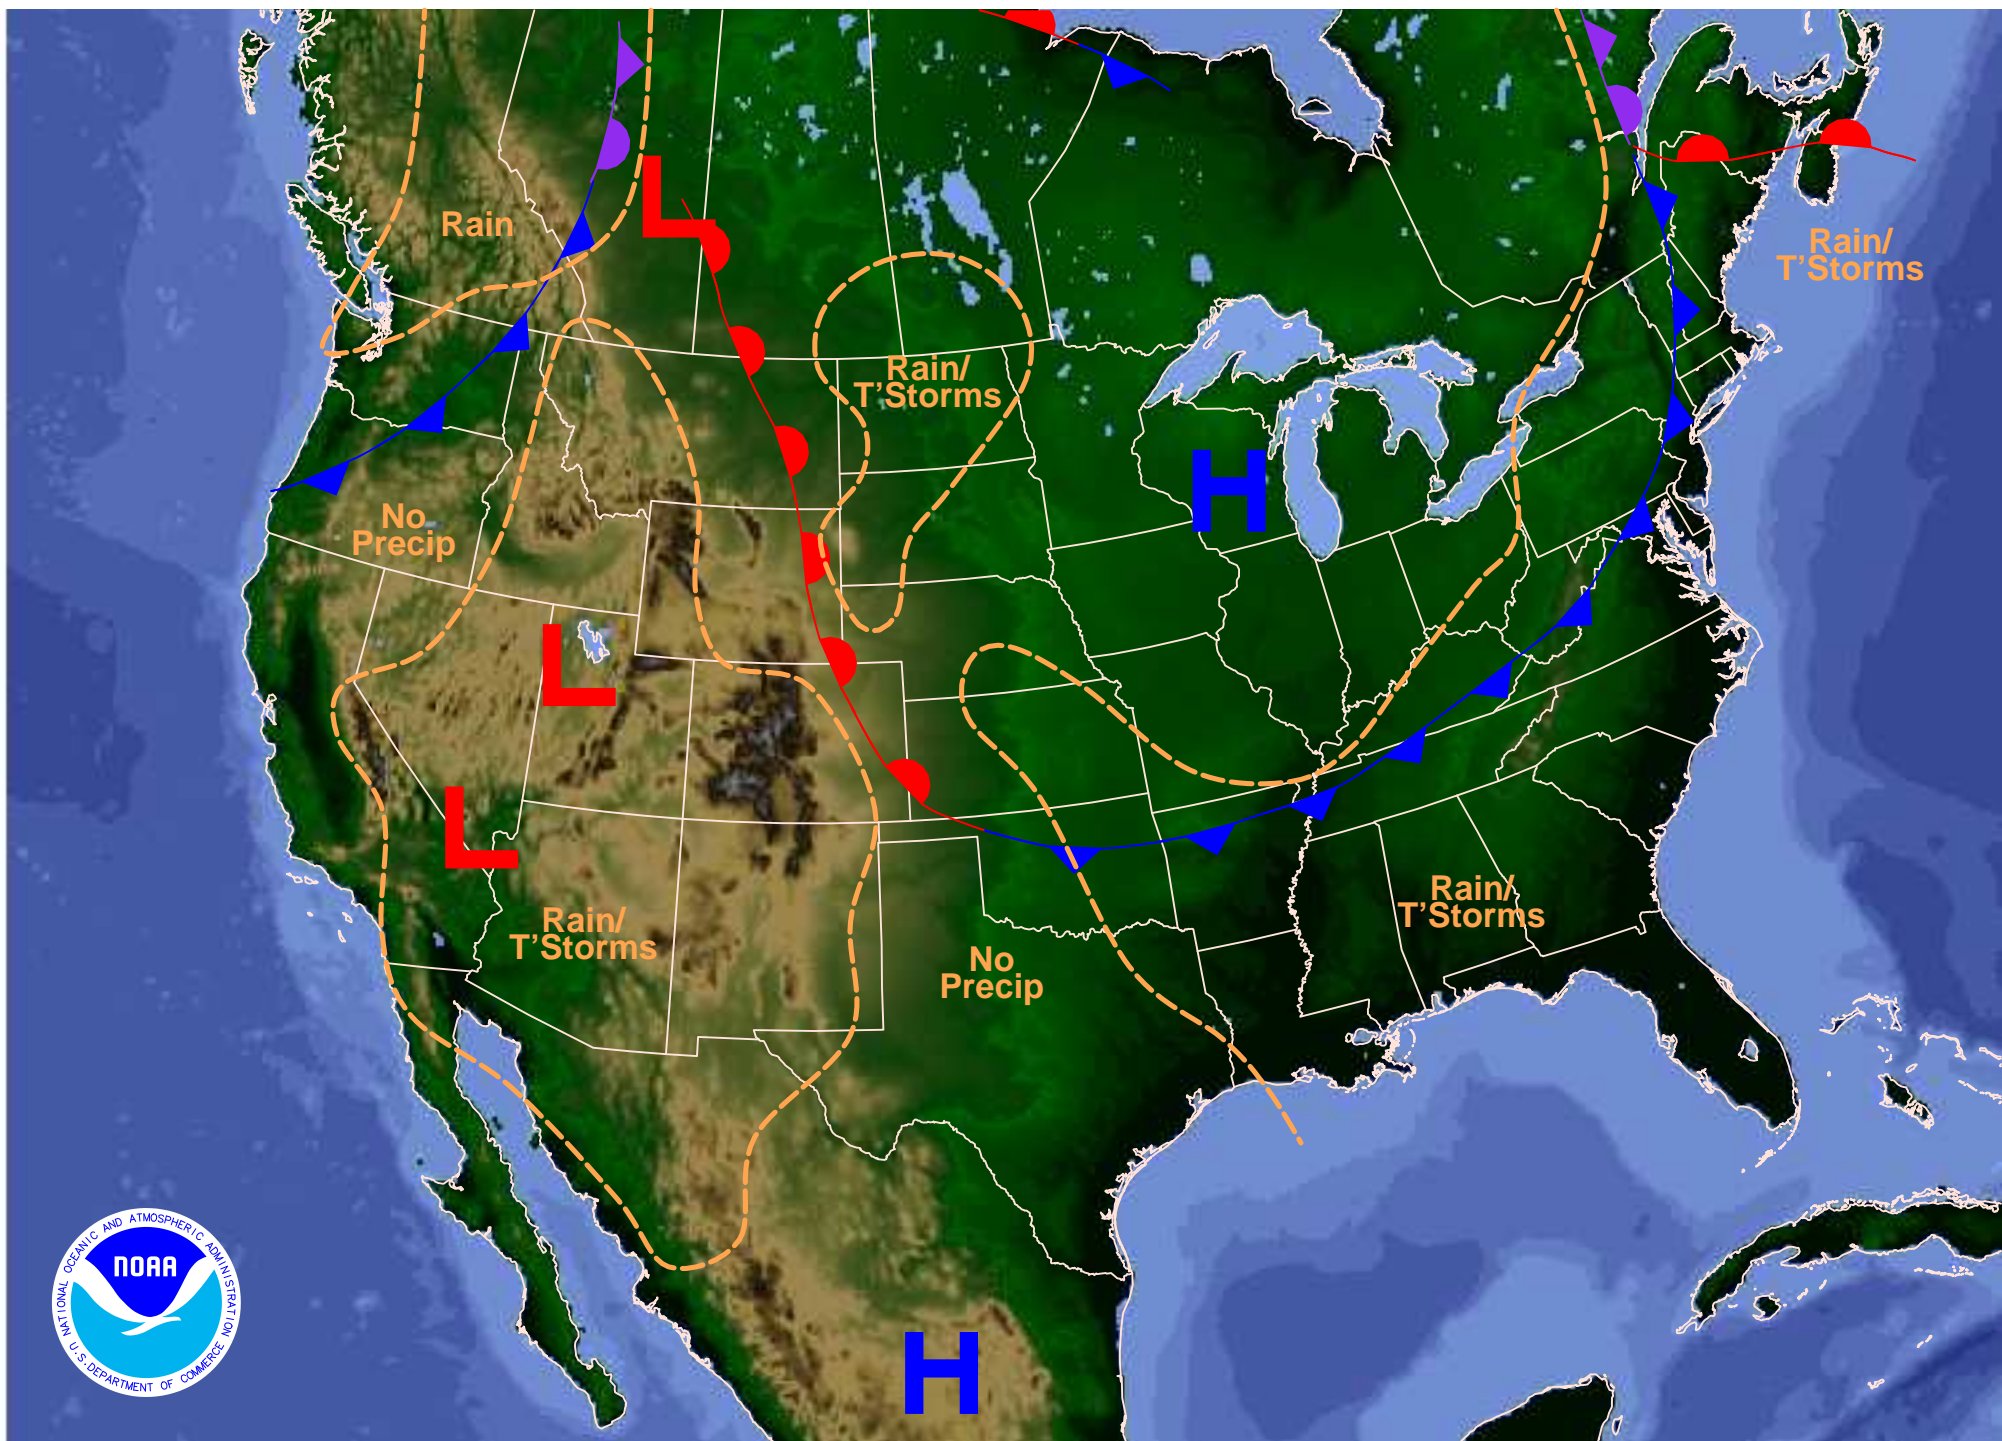 Rain
Rain/
T'Storms
Rain/
T'Storms
No
Precip
H
L
L
L
Rain/
T'Storms
Rain/
T'Storms
No
Precip
H
NATIONAL OCEANIC AND ATMOSPHERIC ADMINISTRATION
NOAA
U.S. DEPARTMENT OF COMMERCE